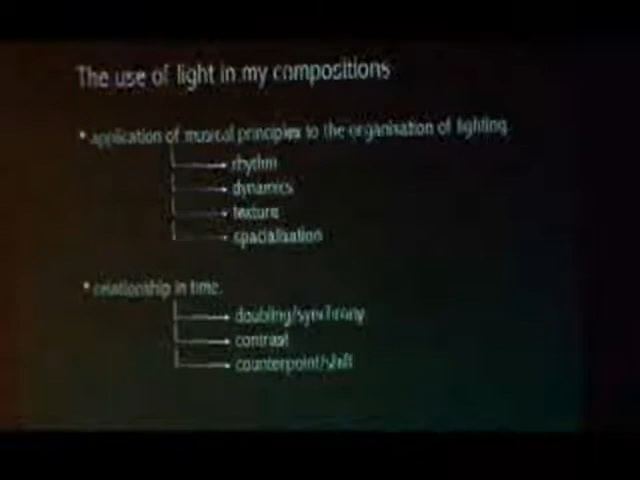 The use of light in my compositions
• application of musical principles to the organisation of lighting
rhythm
dynamics
texture
spacialisation
• relationship in time.
doubling/synchrony
contrast
counterpoint/shift